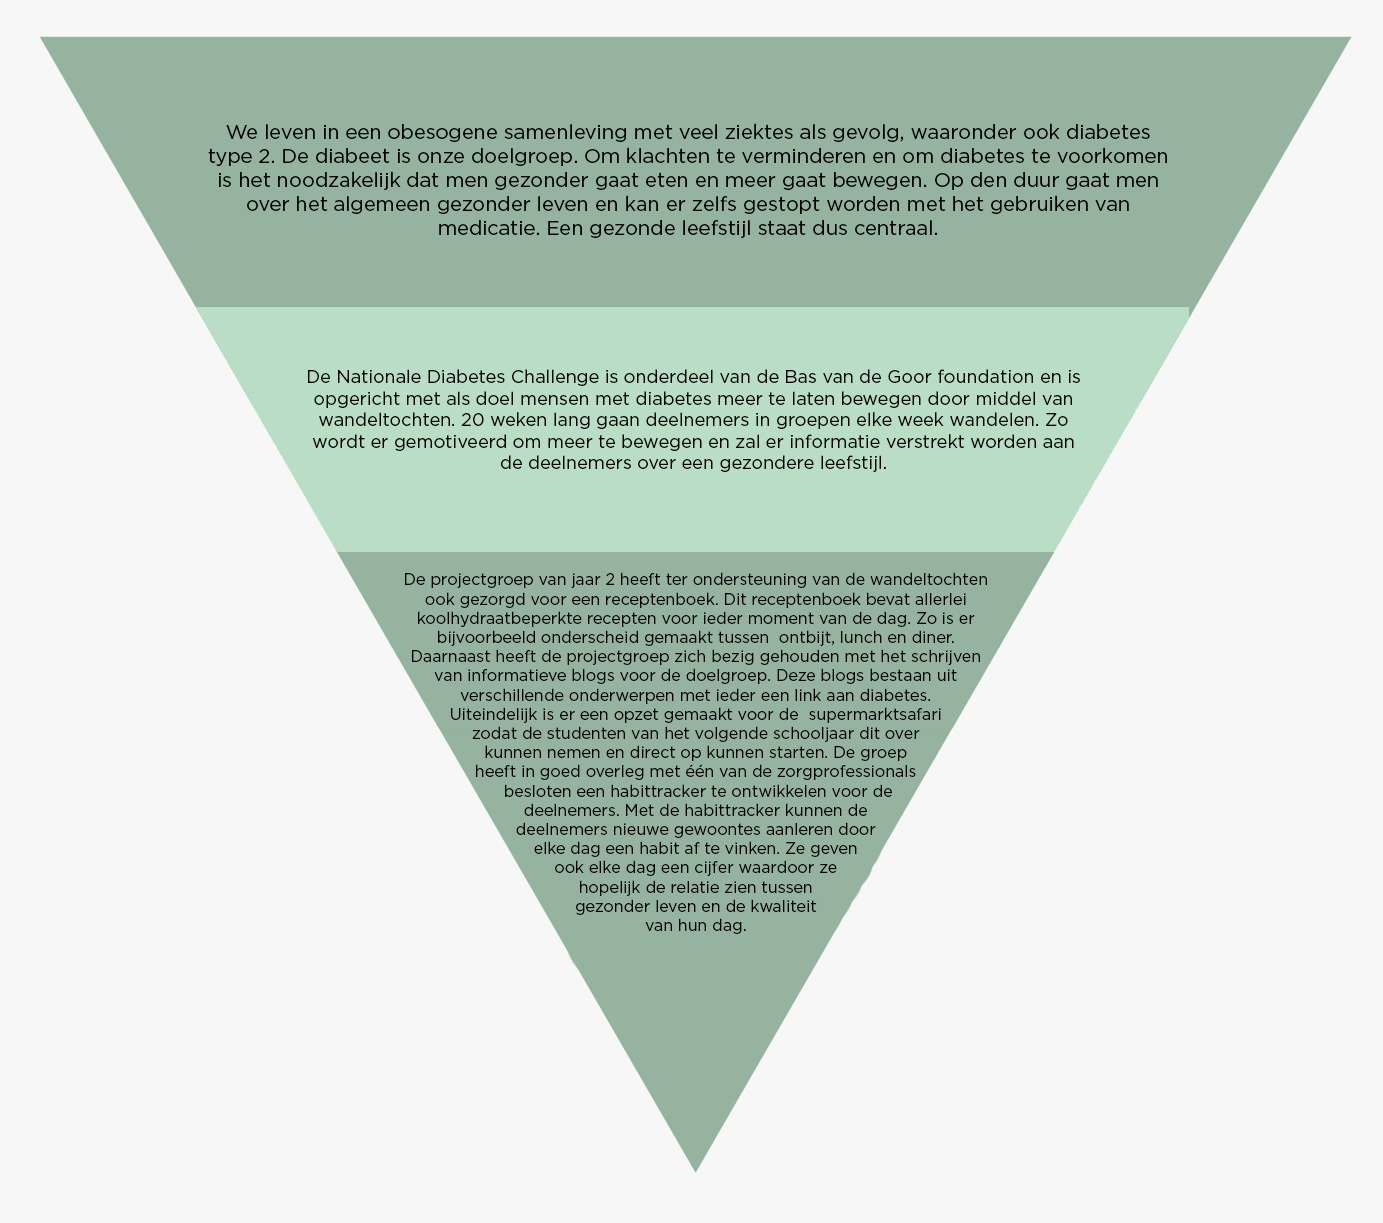 We leven in een obesogene samenleving met veel ziektes als gevolg, waaronder ook diabetes
type 2. De diabeet is onze doelgroep. Om klachten te verminderen en om diabetes te voorkomen
is het noodzakelijk dat men gezonder gaat eten en meer gaat bewegen. Op den duur gaat men
over het algemeen gezonder leven en kan er zelfs gestopt worden met het gebruiken van
medicatie. Een gezonde leefstijl staat dus centraal.
De Nationale Diabetes Challenge is onderdeel van de Bas van de Goor foundation en is
opgericht met als doel mensen met diabetes meer te laten bewegen door middel van
wandeltochten. 20 weken lang gaan deelnemers in groepen elke week wandelen. Zo
wordt er gemotiveerd om meer te bewegen en zal er informatie verstrekt worden aan
de deelnemers over een gezondere leefstijl.
De projectgroep van jaar 2 heeft ter ondersteuning van de wandeltochten
ook gezorgd voor een receptenboek. Dit receptenboek bevat allerlei
koolhydraatbeperkte recepten voor ieder moment van de dag. Zo is er
bijvoorbeeld onderscheid gemaakt tussen  ontbijt, lunch en diner.
Daarnaast heeft de projectgroep zich bezig gehouden met het schrijven
van informatieve blogs voor de doelgroep. Deze blogs bestaan uit
verschillende onderwerpen met ieder een link aan diabetes.
Uiteindelijk is er een opzet gemaakt voor de  supermarktsafari
zodat de studenten van het volgende schooljaar dit over
kunnen nemen en direct op kunnen starten. De groep
heeft in goed overleg met één van de zorgprofessionals
besloten een habittracker te ontwikkelen voor de
deelnemers. Met de habittracker kunnen de
deelnemers nieuwe gewoontes aanleren door
elke dag een habit af te vinken. Ze geven
ook elke dag een cijfer waardoor ze
hopelijk de relatie zien tussen
gezonder leven en de kwaliteit
van hun dag.